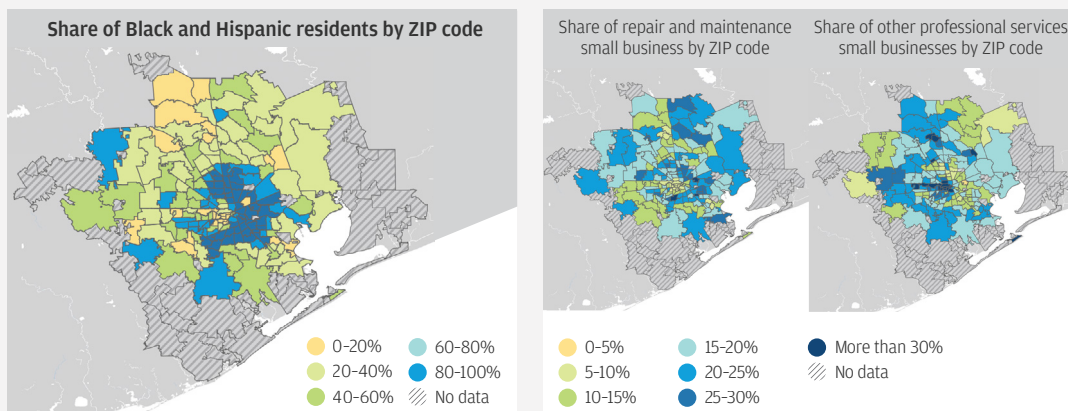 Share of Black and Hispanic residents by ZIP code
0-20%
20-40%
40-60%
60-80%
80-100%
No data
Share of repair and maintenance
small business by ZIP code
Share of other professional services
small businesses by ZIP code
0-5%
5-10%
10-15%
15-20%
20-25%
25-30%
More than 30%
No data